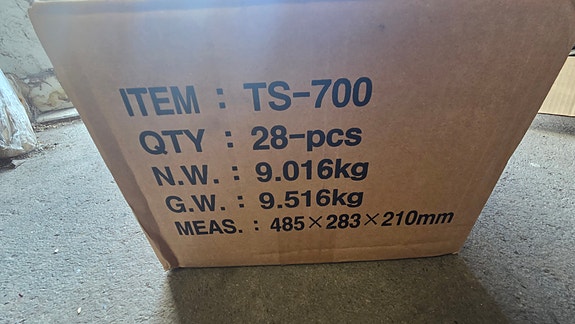 ITEM : TS-700
QTY : 28-pcs
N.W. : 9.016kg
G.W. : 9.516kg
MEAS. : 485×283×210mm